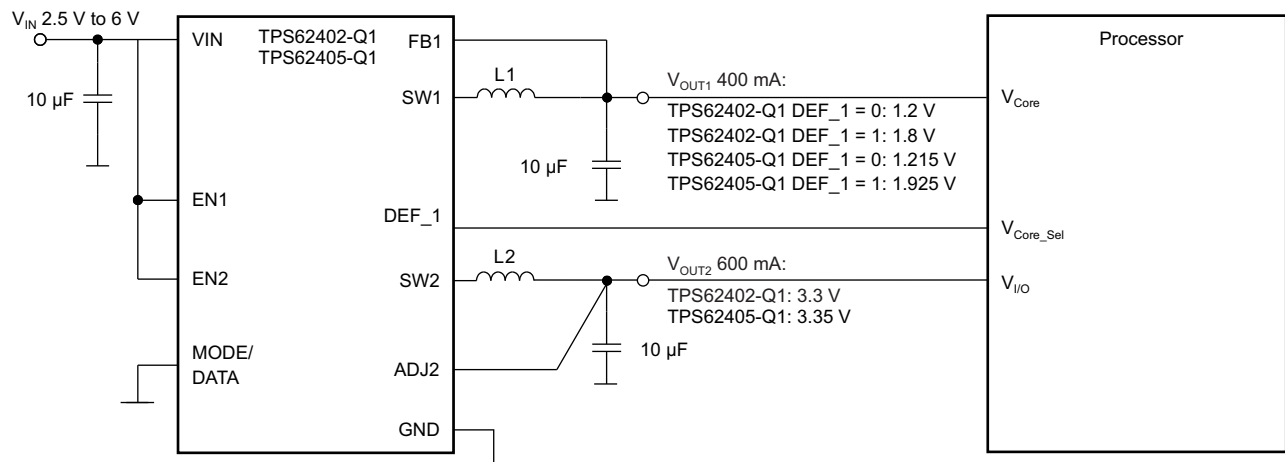 V_IN 2.5 V to 6 V
VIN
TPS62402-Q1
TPS62405-Q1
FB1
Processor
10 µF
L1
SW1
V_OUT1 400 mA:
TPS62402-Q1 DEF_1 = 0: 1.2 V
TPS62402-Q1 DEF_1 = 1: 1.8 V
TPS62405-Q1 DEF_1 = 0: 1.215 V
TPS62405-Q1 DEF_1 = 1: 1.925 V
V_Core
10 µF
EN1
DEF_1
V_Core_Sel
EN2
L2
SW2
V_OUT2 600 mA:
TPS62402-Q1: 3.3 V
TPS62405-Q1: 3.35 V
V_I/O
MODE/
DATA
10 µF
ADJ2
GND